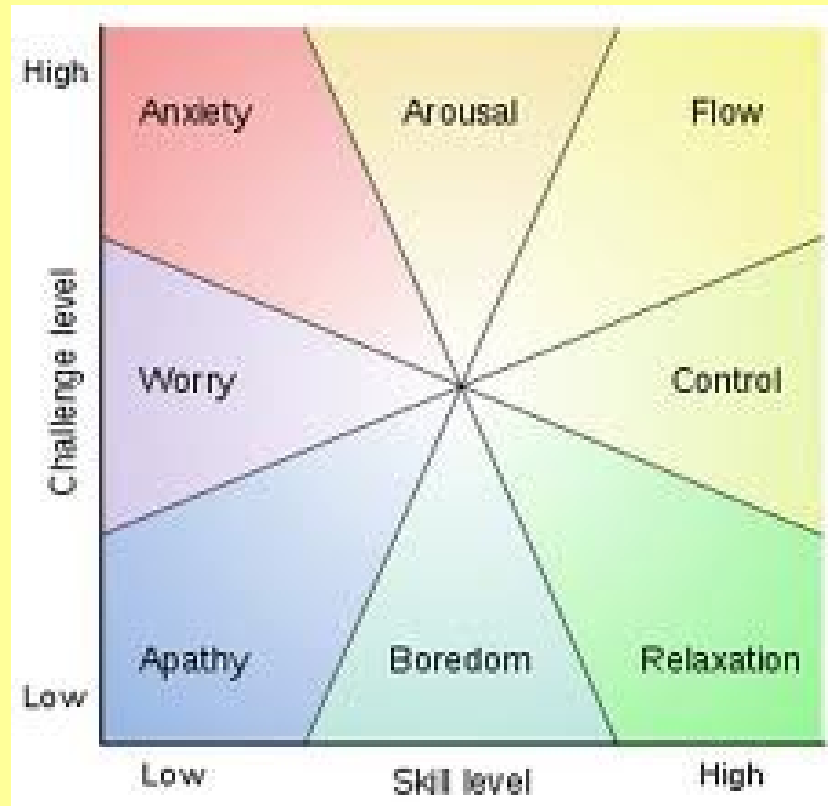 High
Anxiety Arousal Flow
Challenge level
Worry Control
Apathy Boredom Relaxation
Low
Low Skill level High